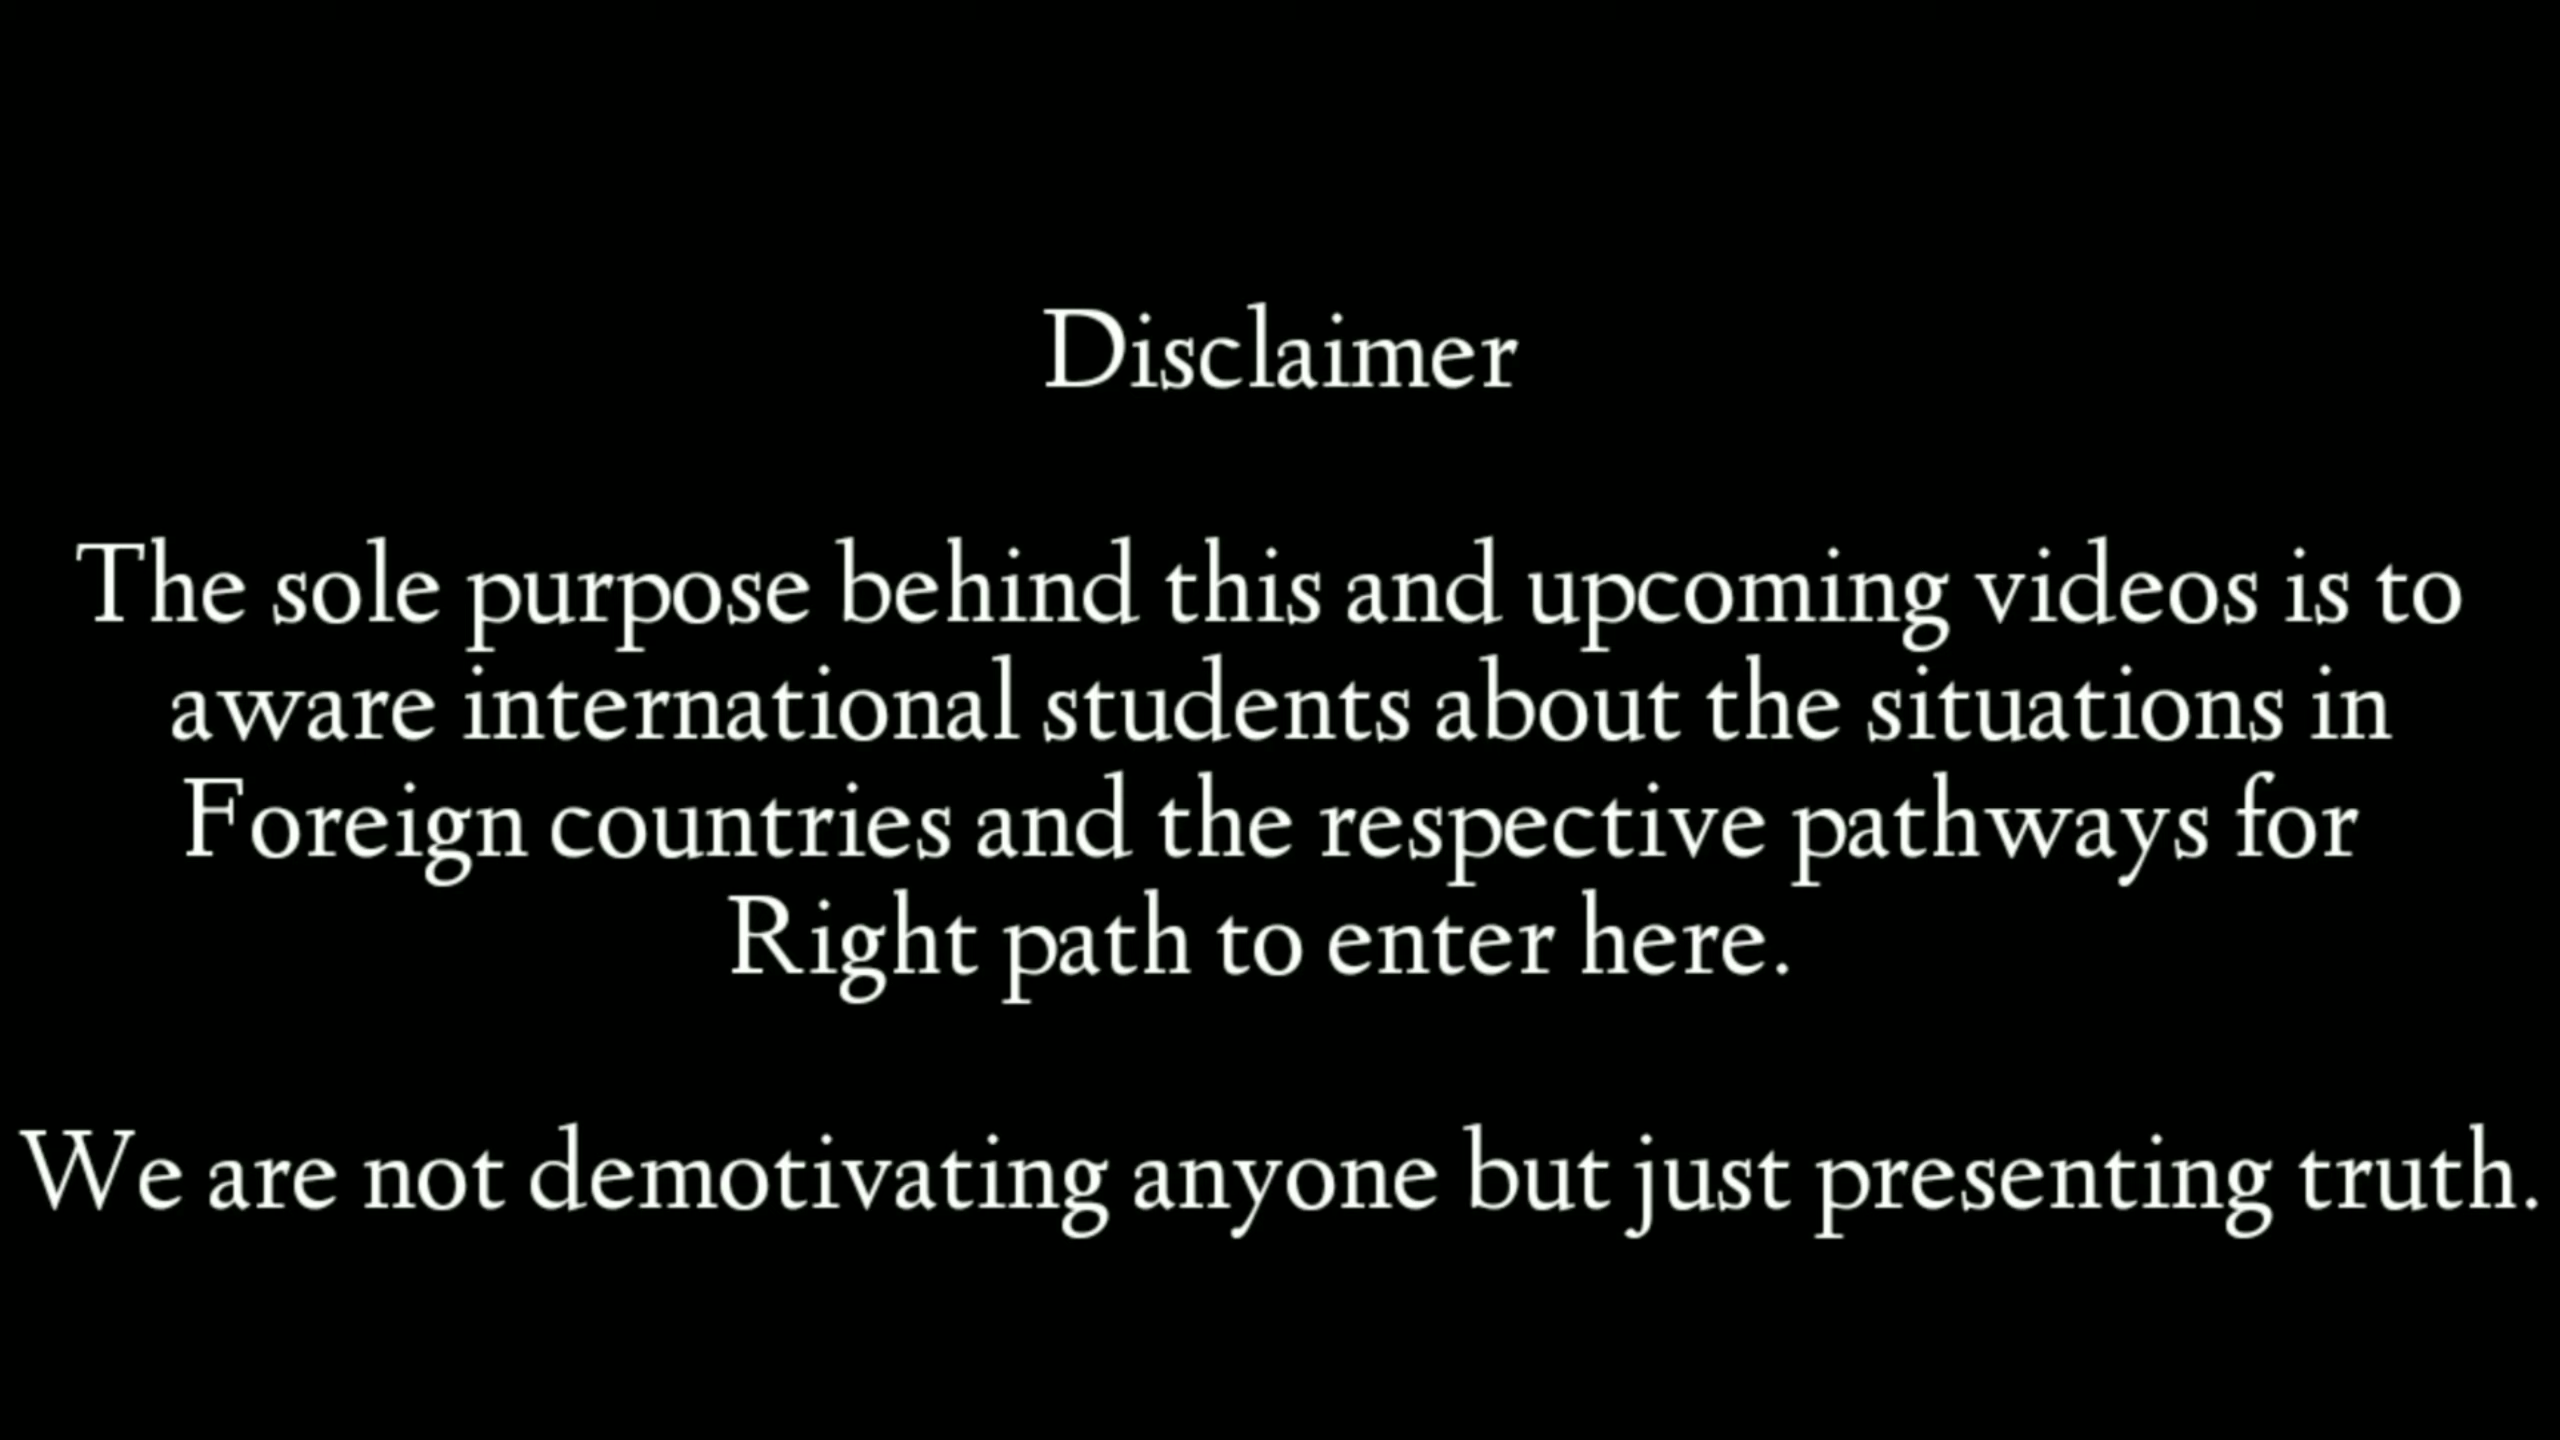 Disclaimer
The sole purpose behind this and upcoming videos is to
aware international students about the situations in
Foreign countries and the respective pathways for
Right path to enter here.
We are not demotivating anyone but just presenting truth.